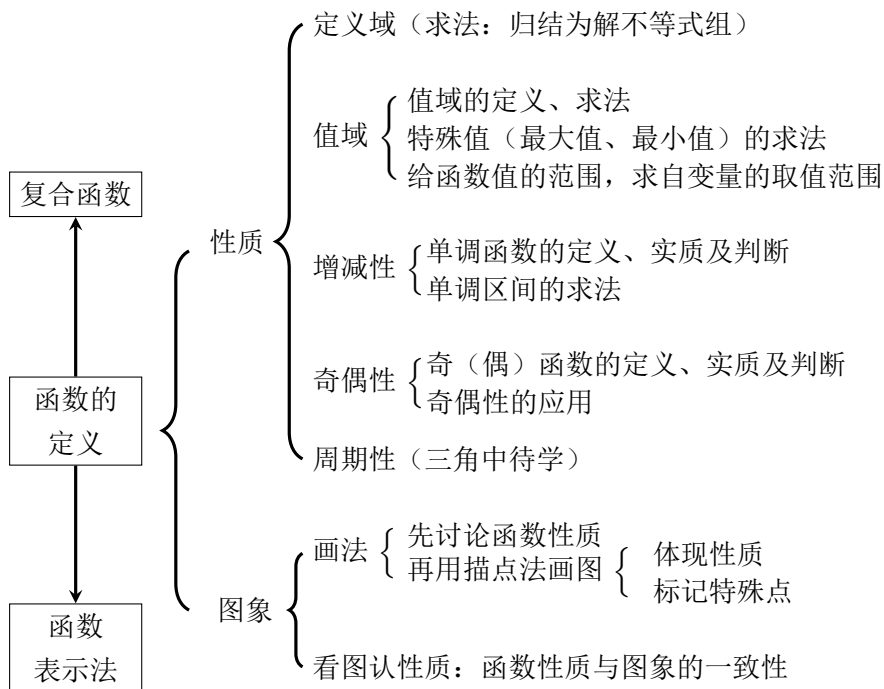 定义域（求法：归结为解不等式组）
值域
值域的定义、求法
特殊值（最大值、最小值）的求法
给函数值的范围，求自变量的取值范围
复合函数
性质
增减性
单调函数的定义、实质及判断
单调区间的求法
函数的
定义
奇偶性
奇（偶）函数的定义、实质及判断
奇偶性的应用
周期性（三角中待学）
画法
先讨论函数性质
再用描点法画图
体现性质
标记特殊点
图象
函数
表示法
看图认性质：函数性质与图象的一致性